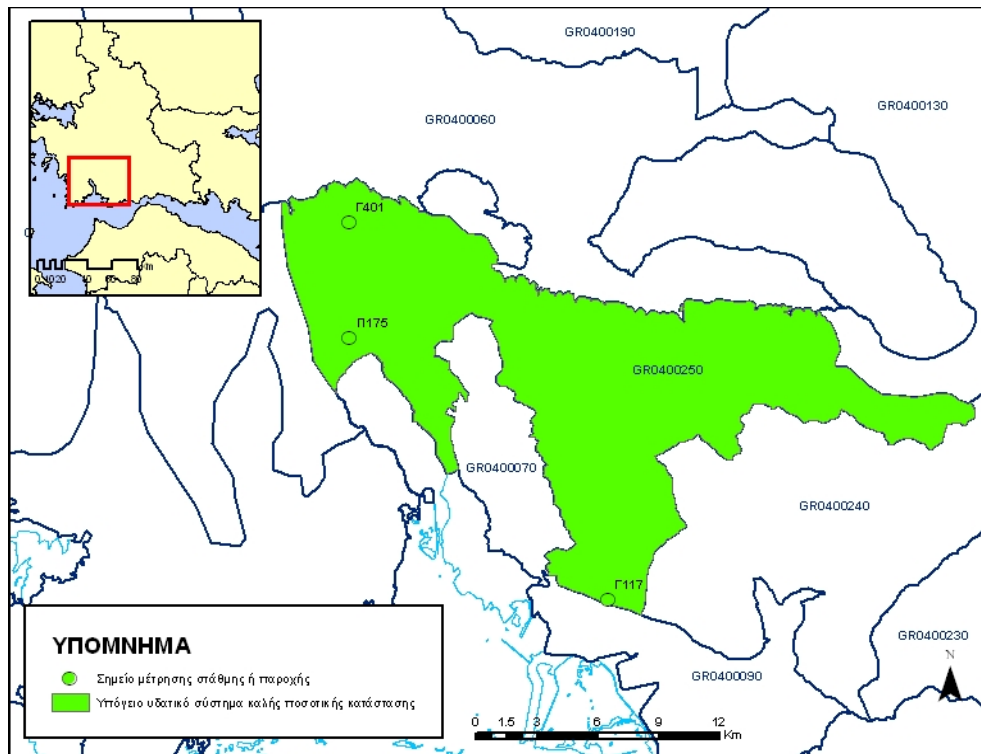 GR0400190
GR0400130
GR0400060
Γ401
Π175
GR0400250
GR0400070
GR0400240
Γ117
GR0400230
GR0400090
N
ΥΠΟΜΝΗΜΑ
Σημείο μέτρησης στάθμης ή παροχής
Υπόγειο υδατικό σύστημα καλής ποσοτικής κατάστασης
0 1.5 3 6 9 12
Km